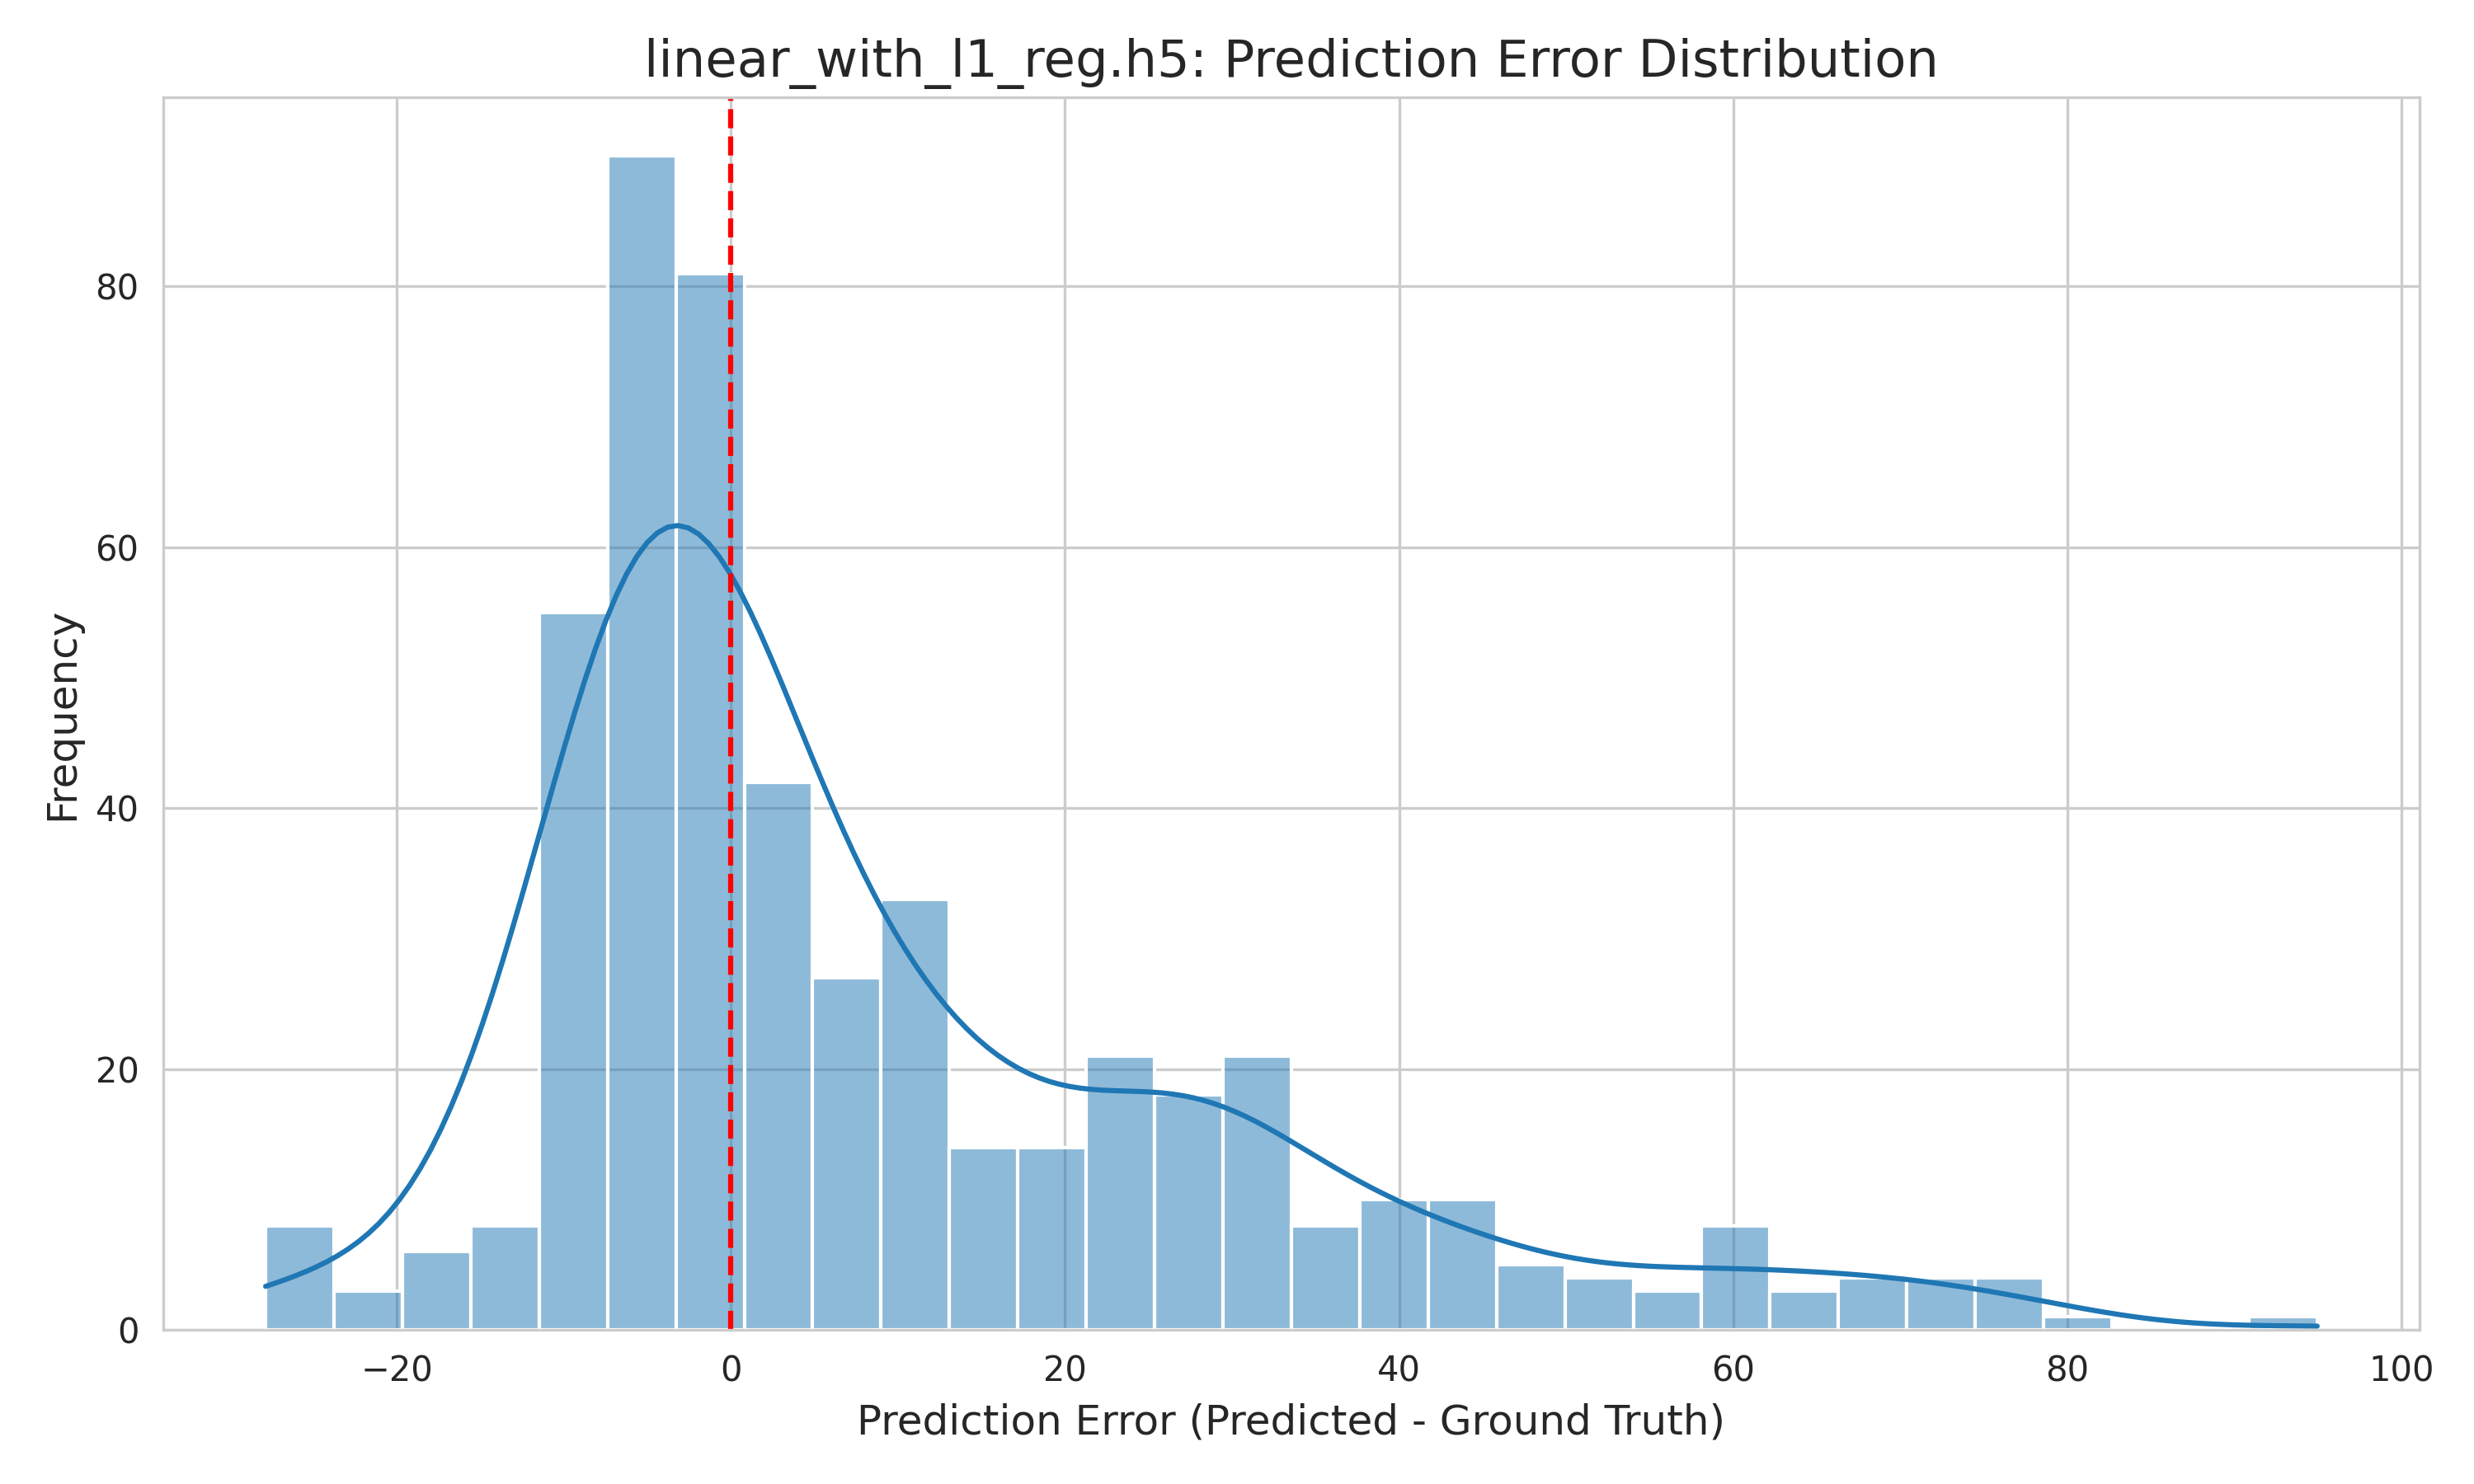 linear_with_l1_reg.h5: Prediction Error Distribution
Frequency
80
60
40
20
0
−20 0 20 40 60 80 100
Prediction Error (Predicted - Ground Truth)